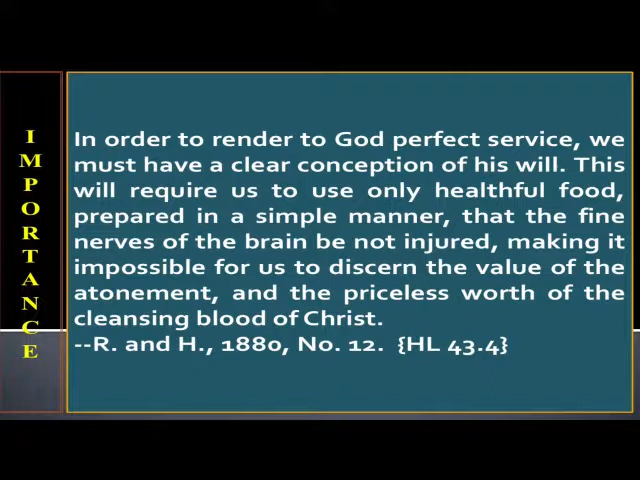 IMPORTANCE
In order to render to God perfect service, we
must have a clear conception of his will. This
will require us to use only healthful food,
prepared in a simple manner, that the fine
nerves of the brain be not injured, making it
impossible for us to discern the value of the
atonement, and the priceless worth of the
cleansing blood of Christ.
--R. and H., 1880, No. 12. {HL 43.4}